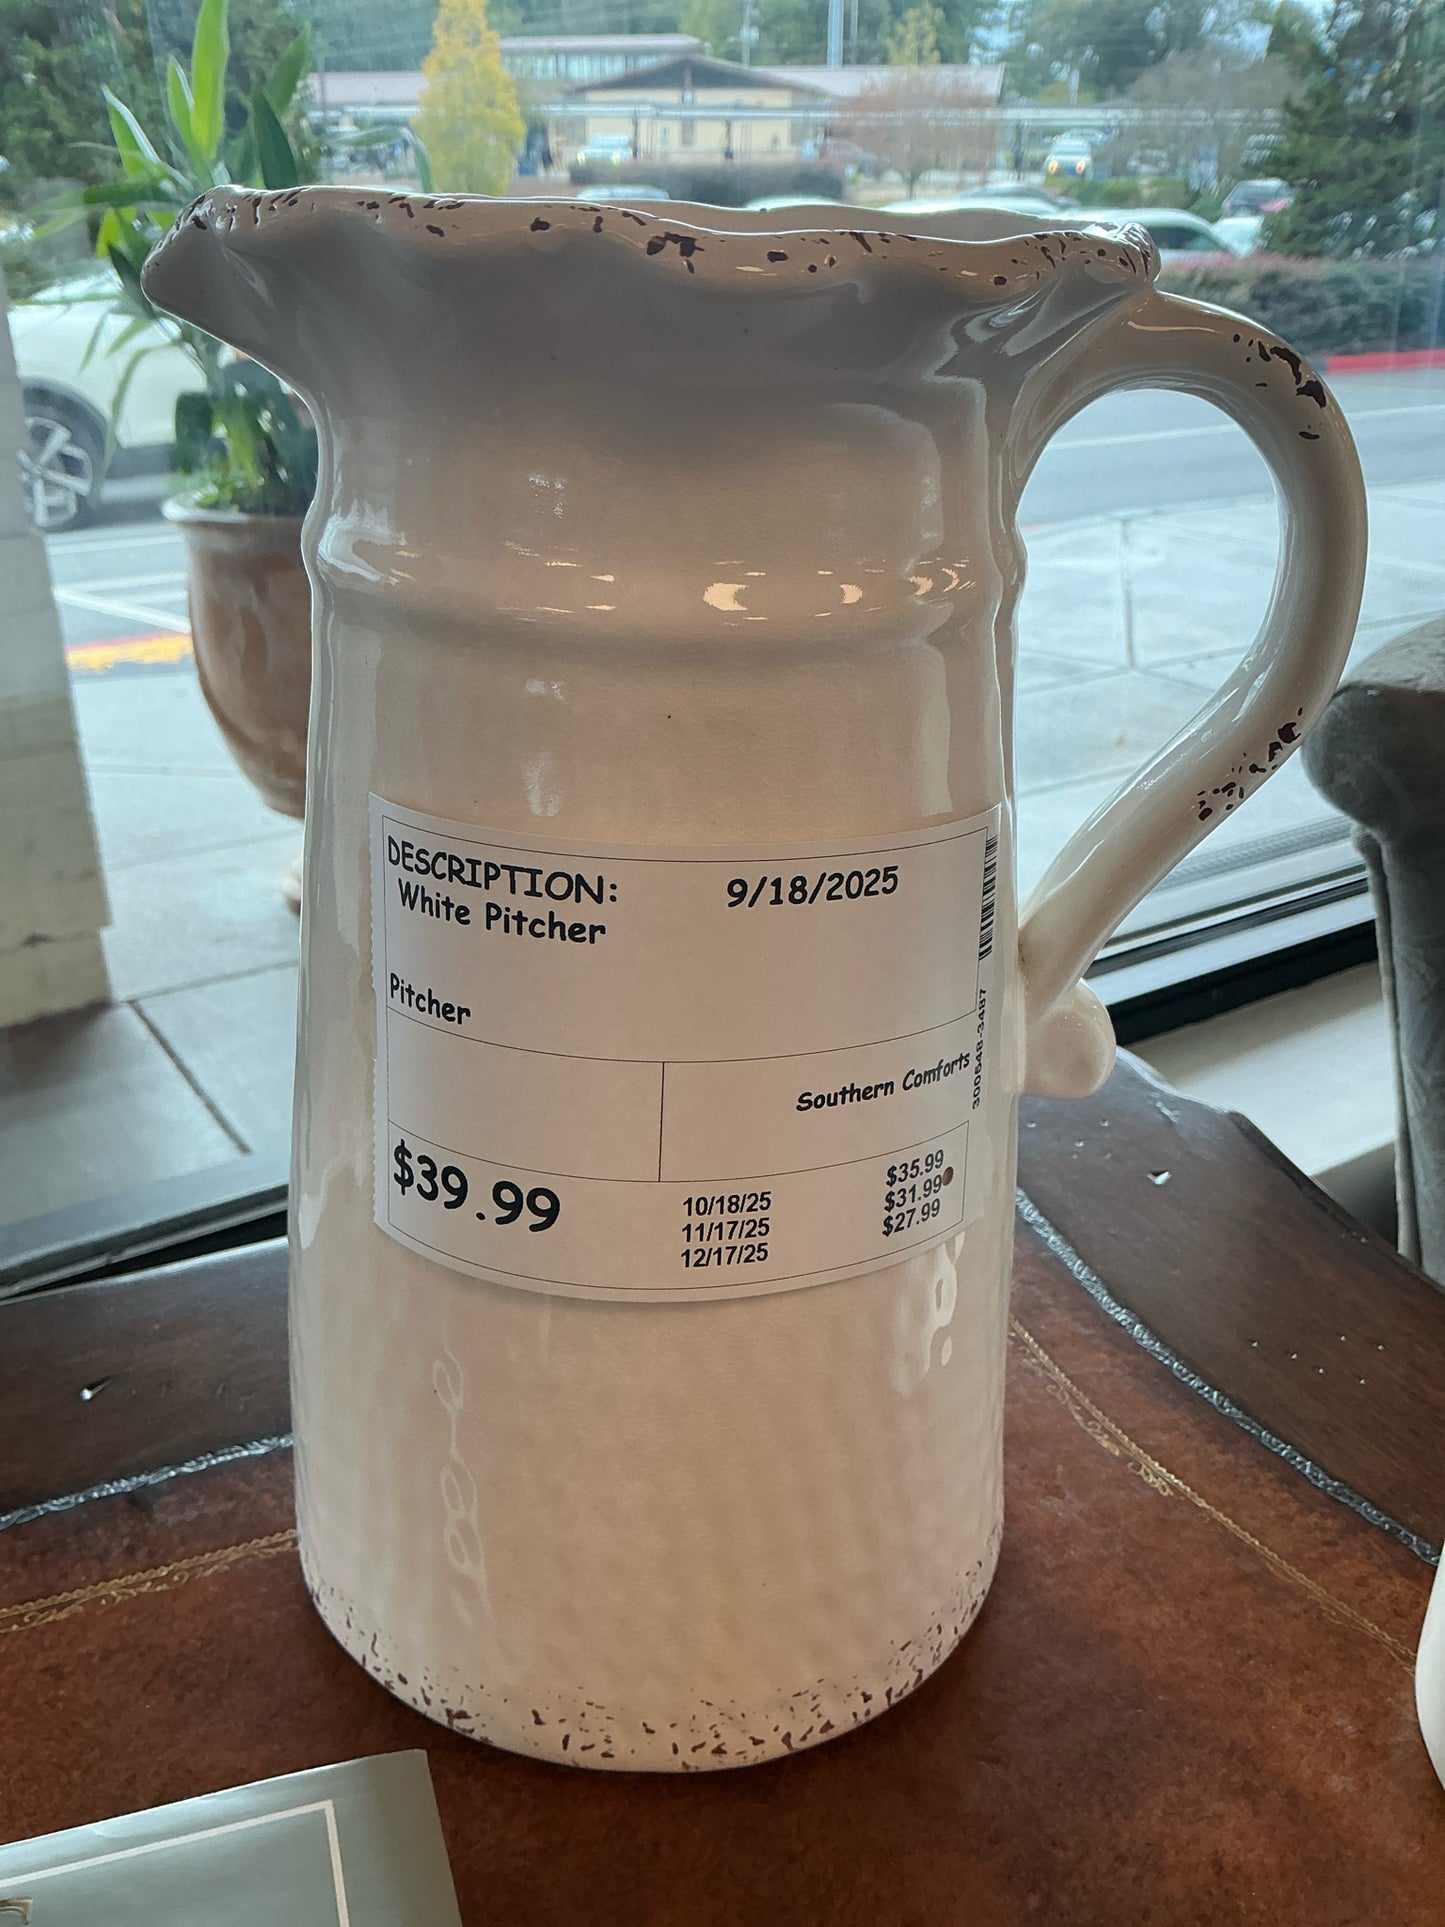 DESCRIPTION:
9/18/2025
White Pitcher
Pitcher
Southern Comforts
300548-3487
$39.99
10/18/25 $35.99
11/17/25 $31.99
12/17/25 $27.99